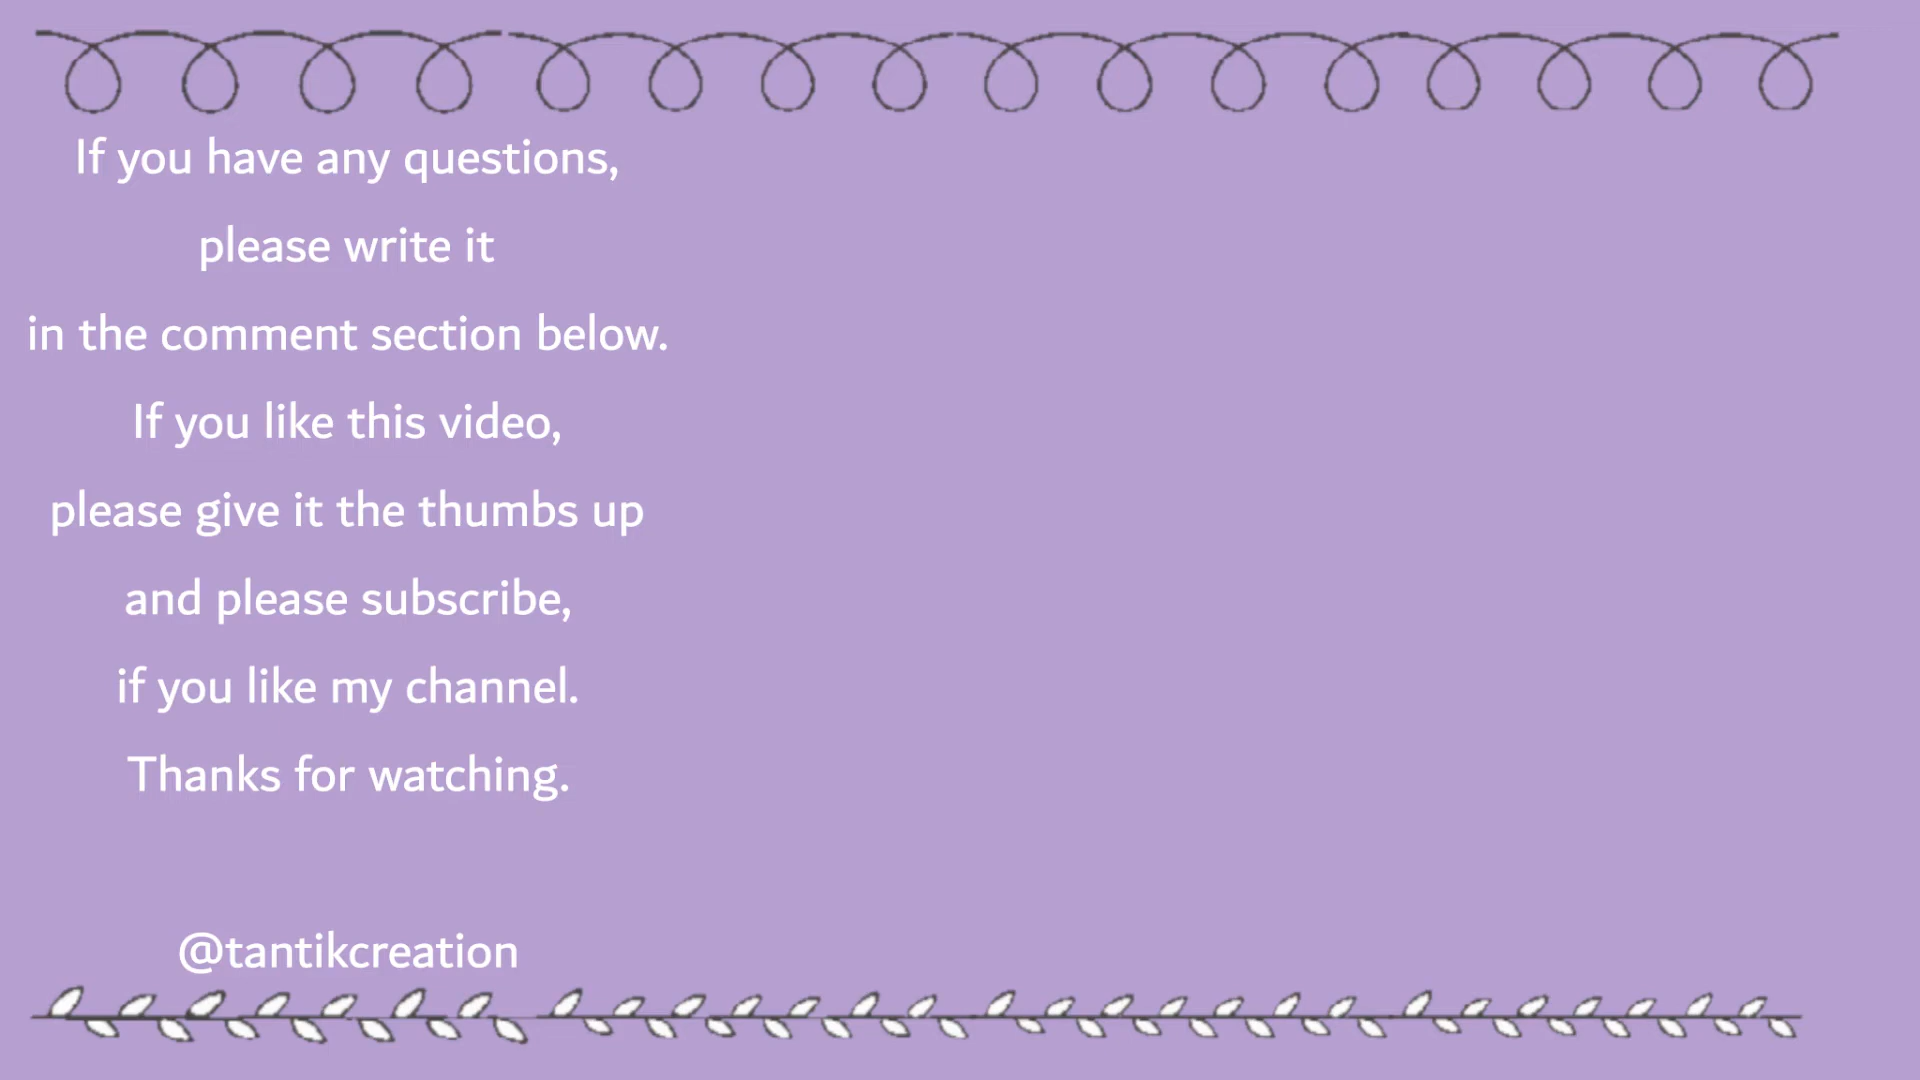 If you have any questions,
please write it
in the comment section below.
If you like this video,
please give it the thumbs up
and please subscribe,
if you like my channel.
Thanks for watching.
@tantikcreation